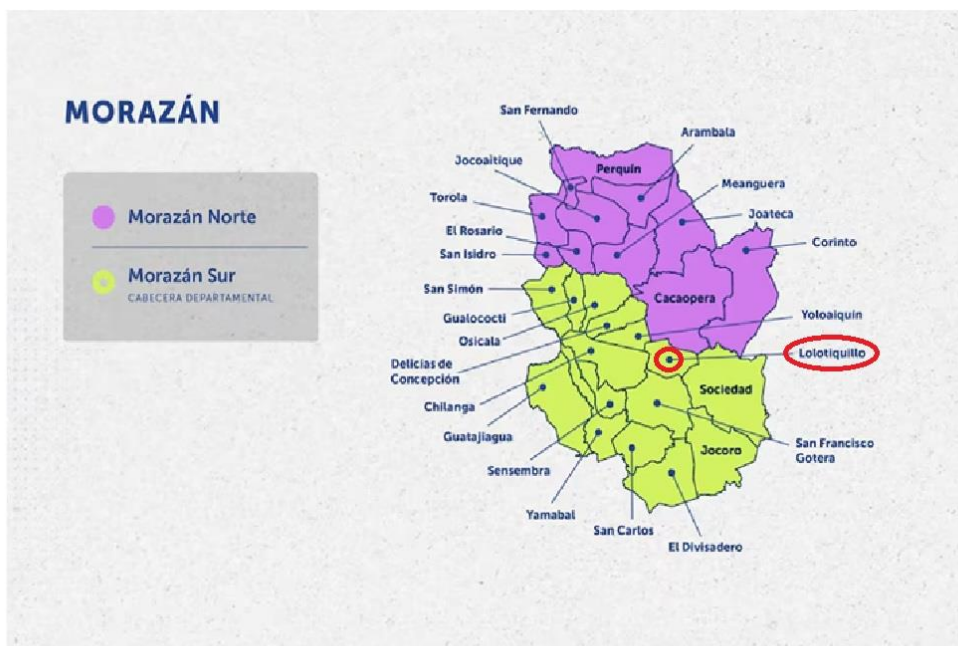 MORAZÁN
Morazán Norte
Morazán Sur
CABECERA DEPARTAMENTAL
San Fernando
Arambala
Perquín
Jocoaitique
Meanguera
Torola
Joateca
El Rosario
Corinto
San Isidro
San Simón
Cacaopera
Gualococti
Yoloaiquín
Osicala
Lolotiquillo
Delicias de
Concepción
Sociedad
Chilanga
Guatajiagua
San Francisco
Gotera
Jocoro
Sensembra
Yamabal
San Carlos
El Divisadero